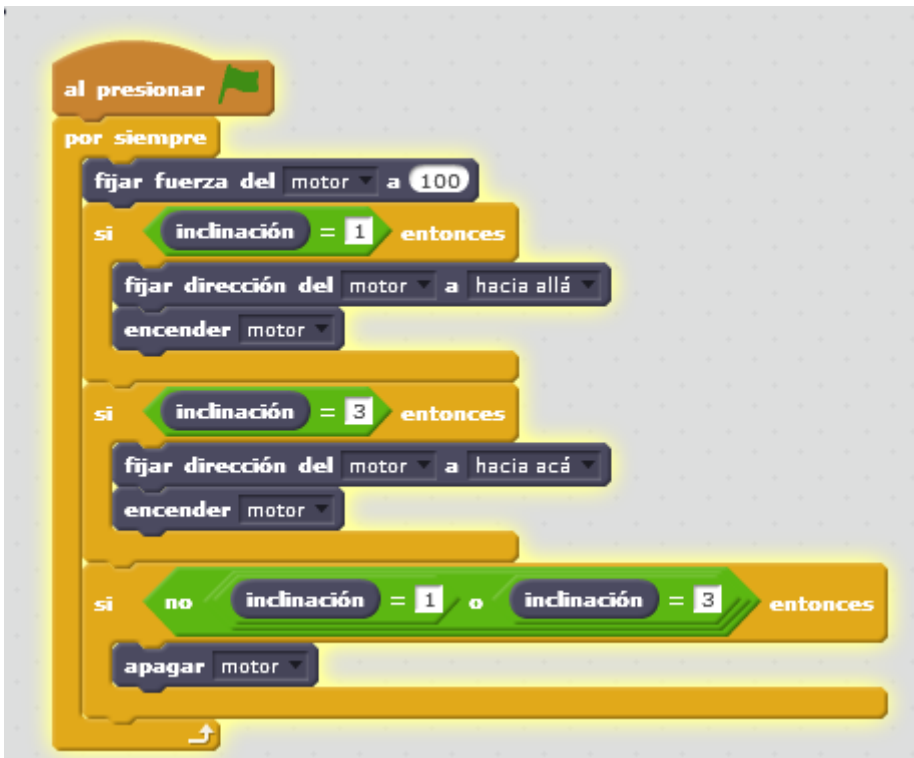 al presionar
por siempre
fijar fuerza del motor a 100
si inclinación = 1 entonces
fijar dirección del motor a hacia allá
encender motor
si inclinación = 3 entonces
fijar dirección del motor a hacia acá
encender motor
si no inclinación = 1 o inclinación = 3 entonces
apagar motor